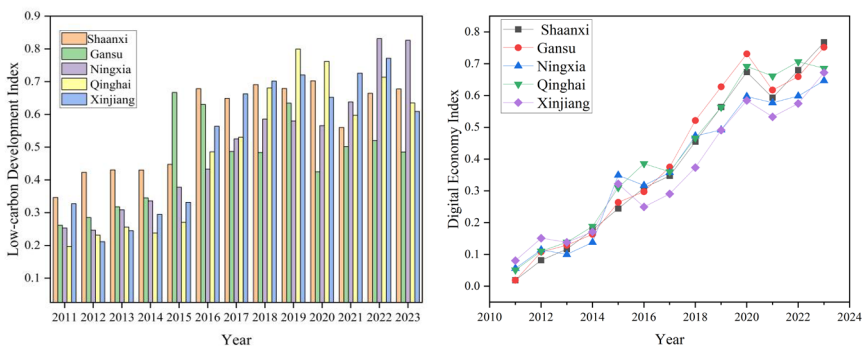 Low-carbon Development Index
0.9
0.8
0.7
0.6
0.5
0.4
0.3
0.2
0.1
Shaanxi
Gansu
Ningxia
Qinghai
Xinjiang
2011 2012 2013 2014 2015 2016 2017 2018 2019 2020 2021 2022 2023
Year
Digital Economy Index
0.8
0.7
0.6
0.5
0.4
0.3
0.2
0.1
0.0
Shaanxi
Gansu
Ningxia
Qinghai
Xinjiang
2010 2012 2014 2016 2018 2020 2022 2024
Year